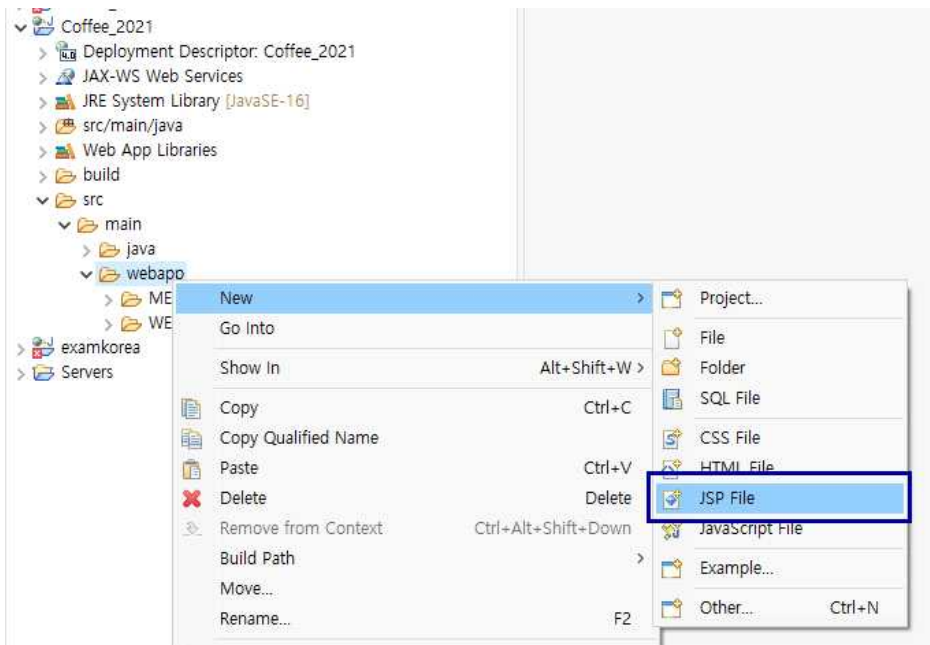 Coffee_2021
Deployment Descriptor: Coffee_2021
JAX-WS Web Services
JRE System Library [JavaSE-16]
src/main/java
Web App Libraries
build
src
main
java
webapp
ME
WE
examkorea
Servers
New
Go Into
Show In Alt+Shift+W >
Copy Ctrl+C
Copy Qualified Name
Paste Ctrl+V
Delete Delete
Remove from Context Ctrl+Alt+Shift+Down
Build Path
Move...
Rename... F2
Project...
File
Folder
SQL File
CSS File
HTML File
JSP File
JavaScript File
Example...
Other... Ctrl+N